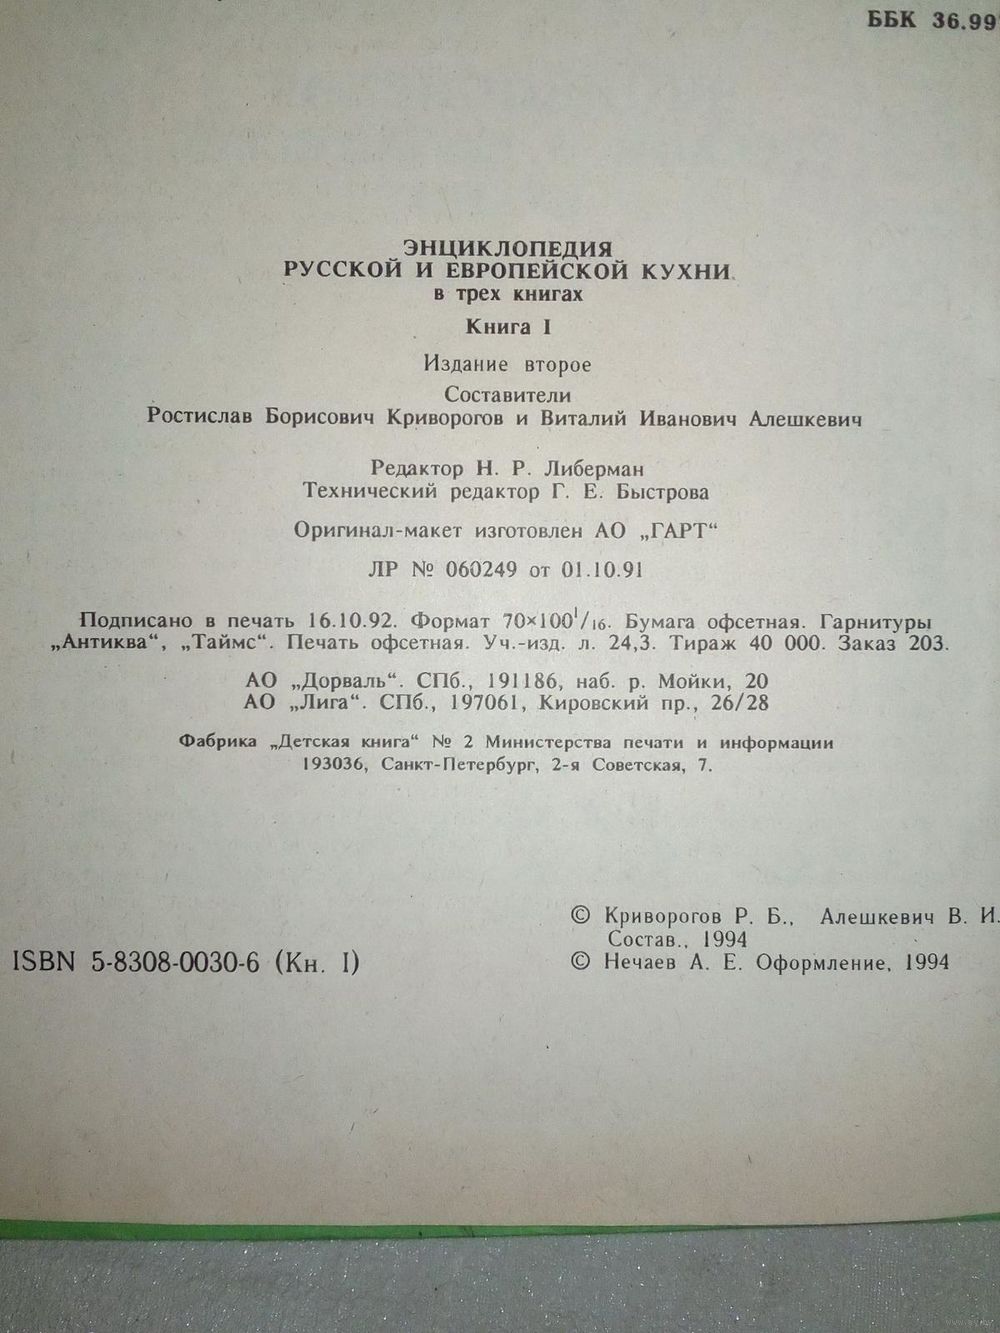 ББК 36.99
ЭНЦИКЛОПЕДИЯ
РУССКОЙ И ЕВРОПЕЙСКОЙ КУХНИ
в трех книгах
Книга I
Издание второе
Составители
Ростислав Борисович Криворогов и Виталий Иванович Алешкевич
Редактор Н. Р. Либерман
Технический редактор Г. Е. Быстрова
Оригинал-макет изготовлен АО „ГАРТ“
ЛР № 060249 от 01.10.91
Подписано в печать 16.10.92. Формат 70×100 1/16. Бумага офсетная. Гарнитуры
„Антиква“, „Таймс“. Печать офсетная. Уч.-изд. л. 24,3. Тираж 40 000. Заказ 203.
АО „Дорваль“. СПб., 191186, наб. р. Мойки, 20
АО „Лига“. СПб., 197061, Кировский пр., 26/28
Фабрика „Детская книга“ № 2 Министерства печати и информации
193036, Санкт-Петербург, 2-я Советская, 7.
© Криворогов Р. Б., Алешкевич В. И.
Состав., 1994
© Нечаев А. Е. Оформление, 1994
ISBN 5-8308-0030-6 (Кн. I)